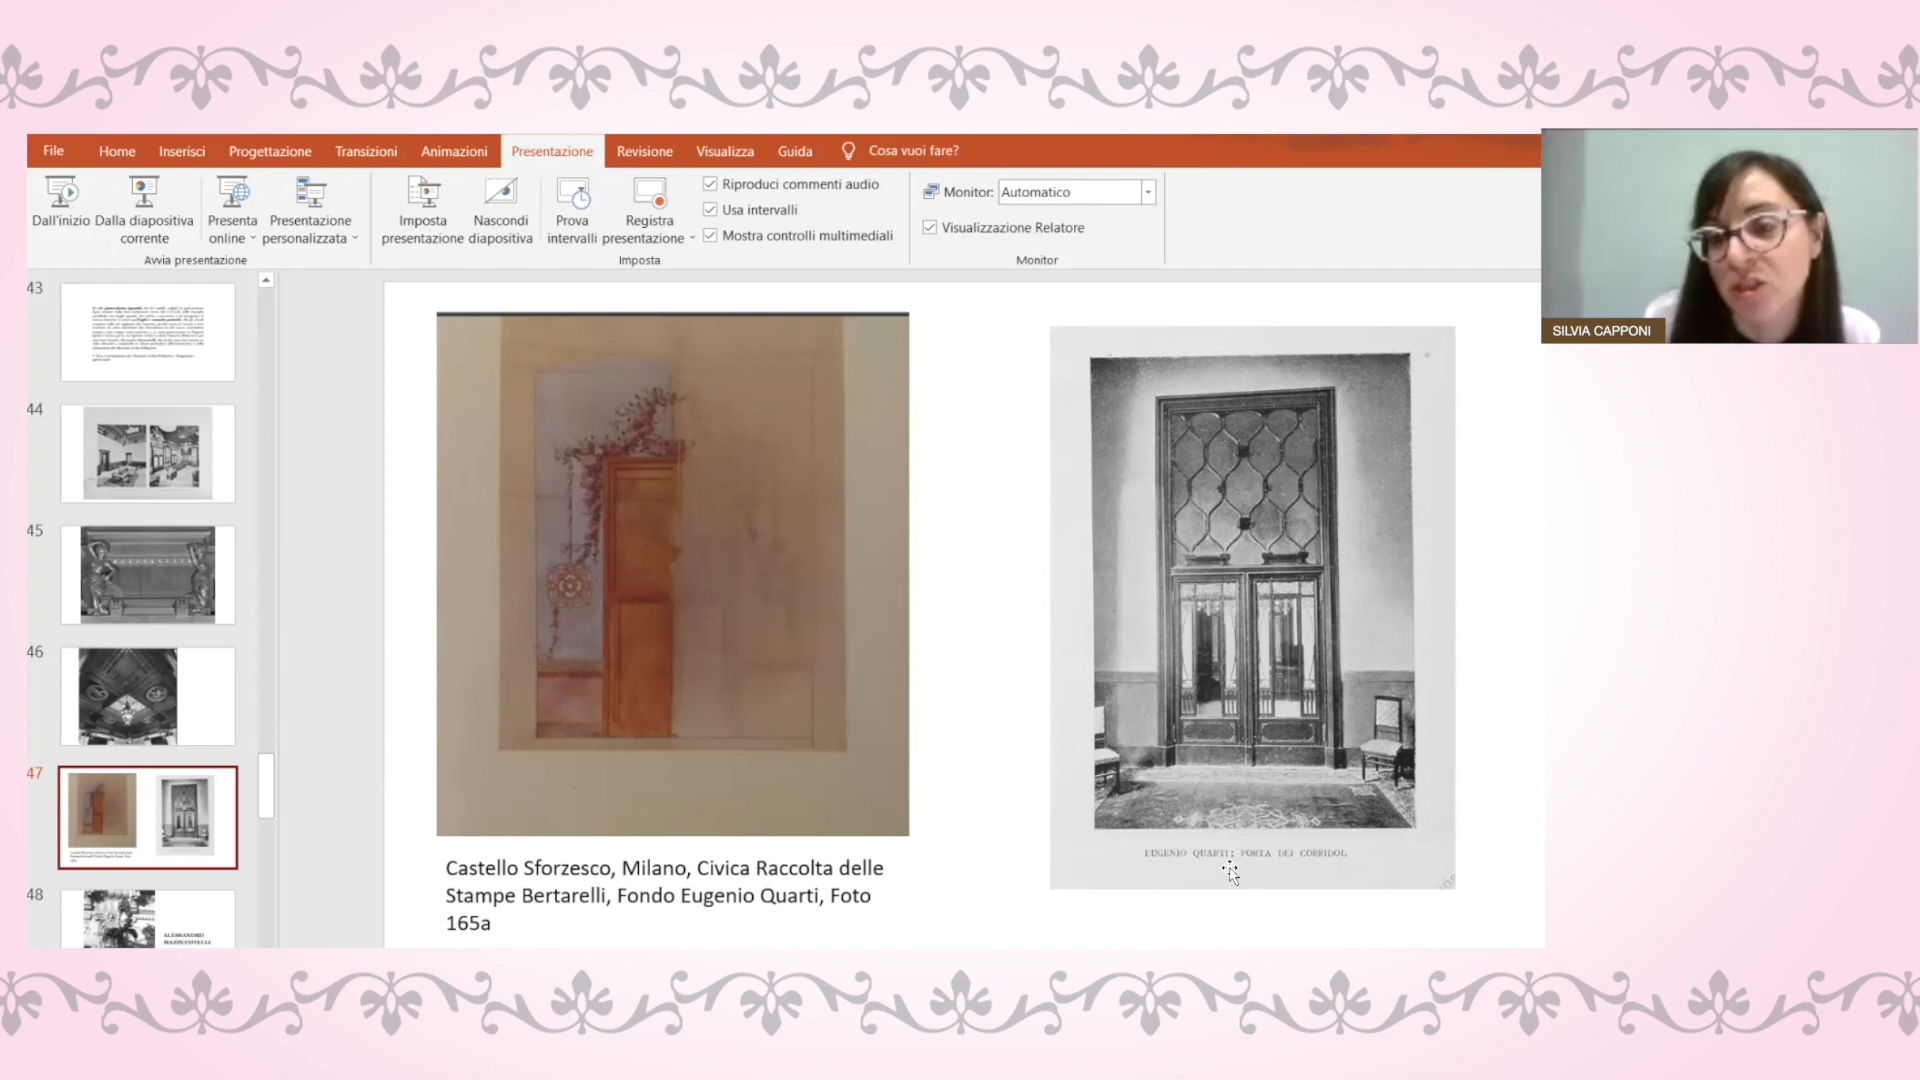 File Home Inserisci Progettazione Transizioni Animazioni Presentazione Revisione Visualizza Guida Cosa vuoi fare?
Dall'inizio
Dalla diapositiva
corrente
Presenta
online
Presentazione
personalizzata
Avvia presentazione
Imposta
presentazione
Nascondi
diapositiva
Prova
intervalli
Registra
presentazione
Riproduci commenti audio
Usa intervalli
Mostra controlli multimediali
Imposta
Monitor: Automatico
Visualizzazione Relatore
Monitor
SILVIA CAPPONI
43
44
45
46
47
48
ALESSANDRO
MAZZUCOTELLI
Castello Sforzesco, Milano, Civica Raccolta delle
Stampe Bertarelli, Fondo Eugenio Quarti, Foto
165a
EUGENIO QUARTI: PORTA DEI CORRIDOI.